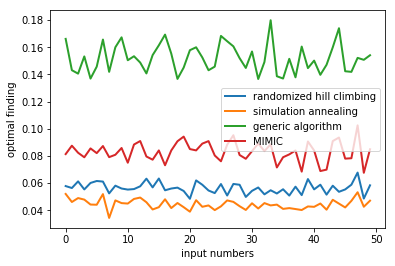 0.18
0.16
0.14
0.12
0.10
0.08
0.06
0.04
optimal finding
randomized hill climbing
simulation annealing
generic algorithm
MIMIC
0
10
20
30
40
50
input numbers